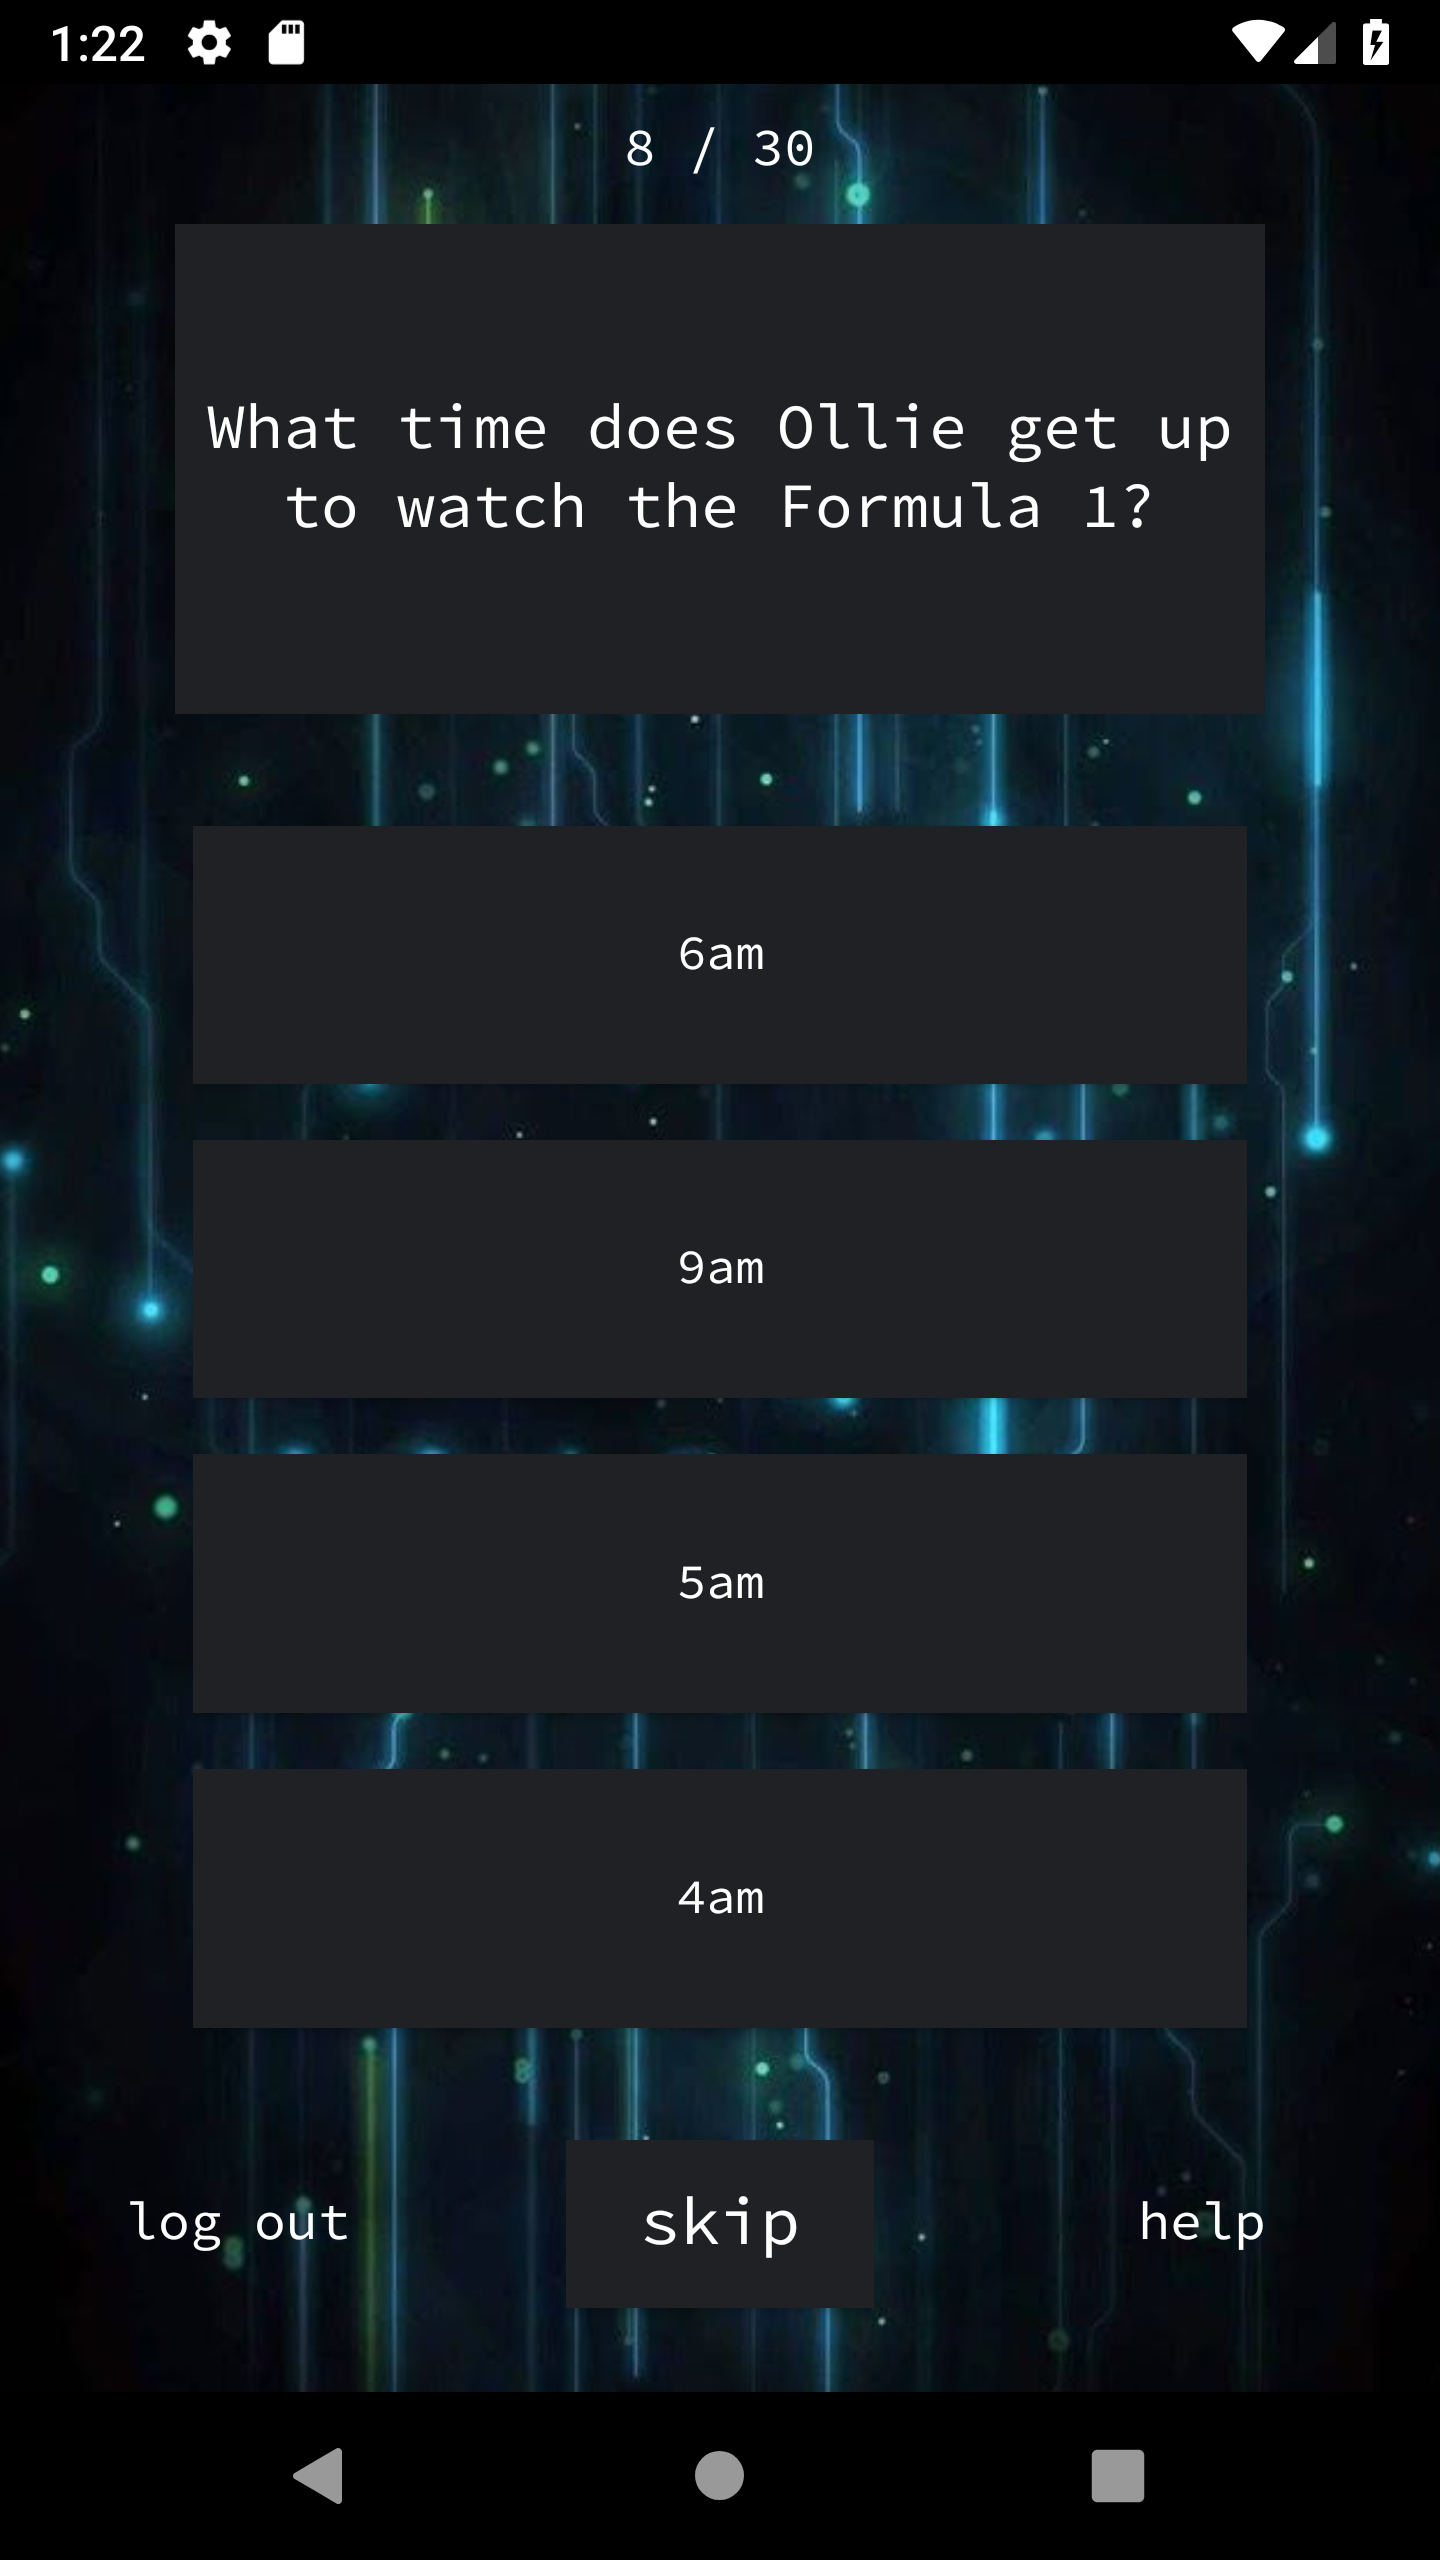 1:22
8 / 30
What time does Ollie get up
to watch the Formula 1?
6am
9am
5am
4am
log out
skip
help